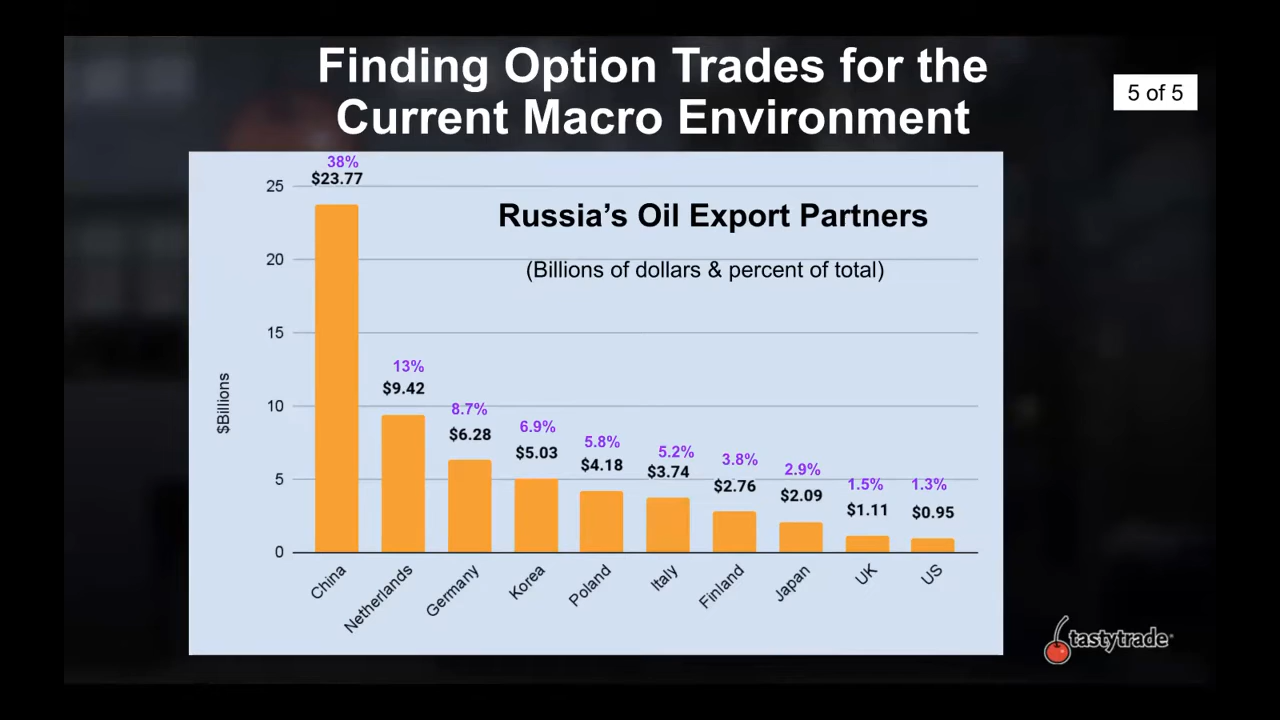 Finding Option Trades for the
Current Macro Environment
5 of 5
Russia's Oil Export Partners
(Billions of dollars & percent of total)
$Billions
25
20
15
10
5
0
38%
$23.77
13%
$9.42
8.7%
$6.28
6.9%
$5.03
5.8%
$4.18
5.2%
$3.74
3.8%
$2.76
2.9%
$2.09
1.5%
$1.11
1.3%
$0.95
China
Netherlands
Germany
Korea
Poland
Italy
Finland
Japan
UK
US
tastytrade